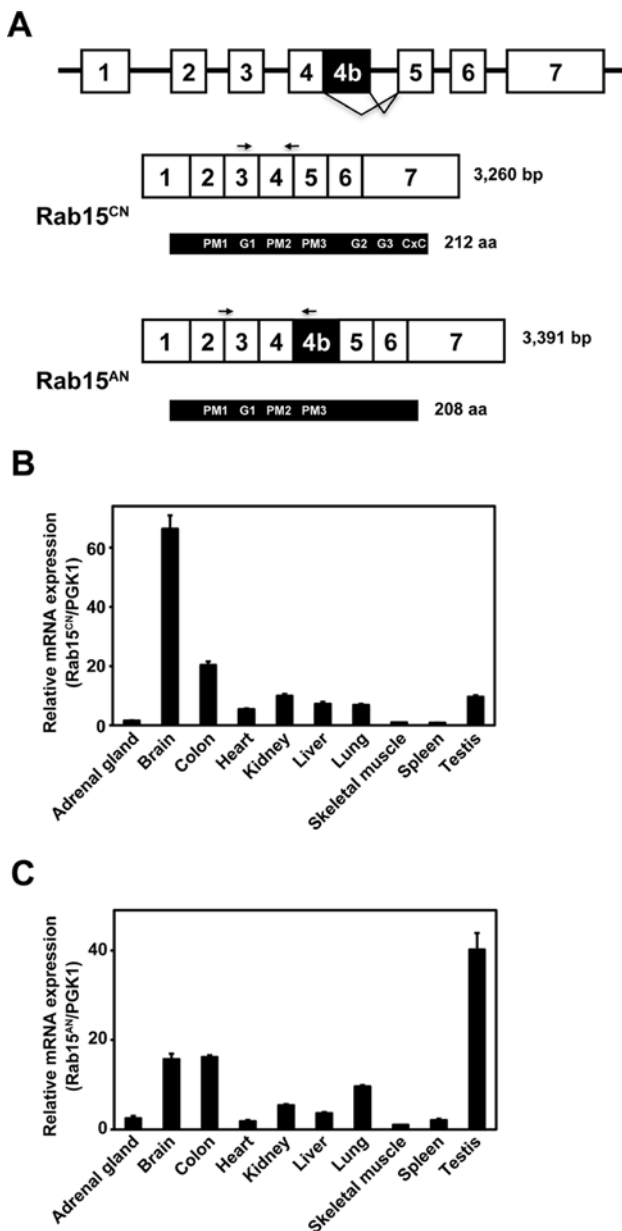 A
1 2 3 4 4b 5 6 7
1 2 3 4 5 6 7 3,260 bp
Rab15CN
PM1 G1 PM2 PM3 G2 G3 CxC 212 aa
1 2 3 4 4b 5 6 7 3,391 bp
Rab15AN
PM1 G1 PM2 PM3 208 aa
B
Relative mRNA expression
(Rab15CN/PGK1)
60
40
20
0
Adrenal gland
Brain
Colon
Heart
Kidney
Liver
Lung
Skeletal muscle
Spleen
Testis
C
Relative mRNA expression
(Rab15AN/PGK1)
40
20
0
Adrenal gland
Brain
Colon
Heart
Kidney
Liver
Lung
Skeletal muscle
Spleen
Testis